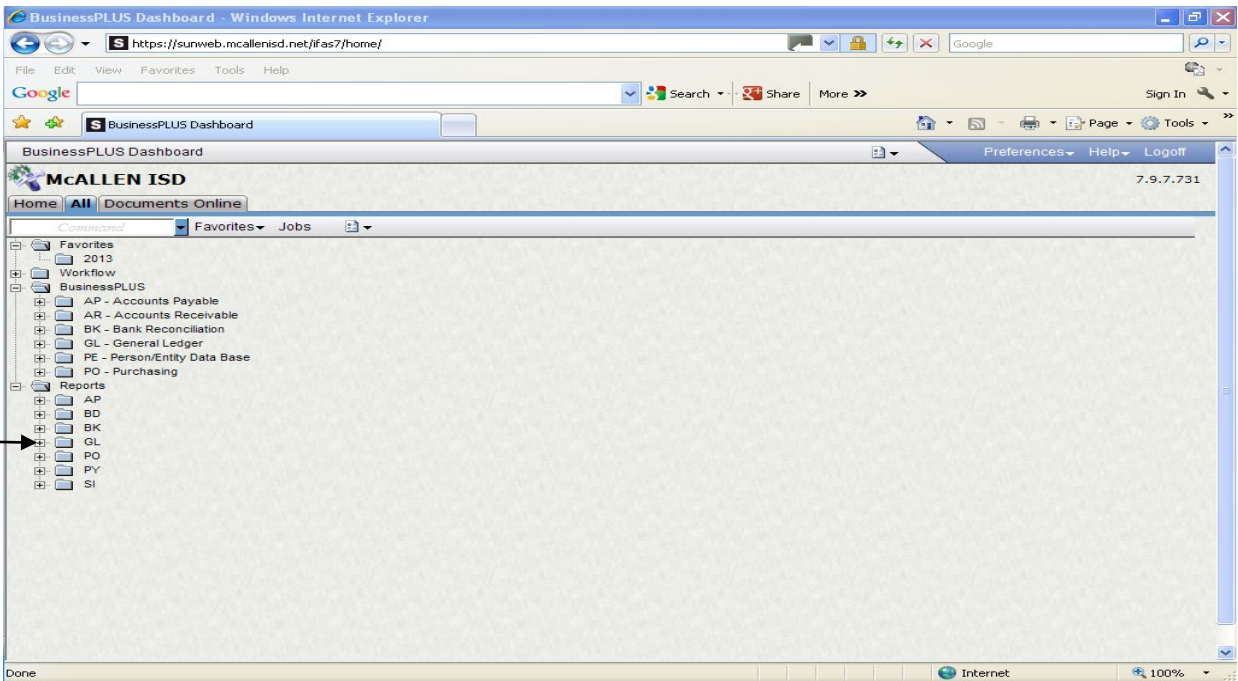 BusinessPLUS Dashboard - Windows Internet Explorer
https://sunweb.mcallenisd.net/ifas7/home/
Google
File Edit View Favorites Tools Help
Google Search Share More >> Sign In
BusinessPLUS Dashboard Page Tools >>
BusinessPLUS Dashboard Preferences Help Logoff
McALLEN ISD 7.9.7.731
Home All Documents Online
Command Favorites Jobs
Favorites
2013
Workflow
BusinessPLUS
AP - Accounts Payable
AR - Accounts Receivable
BK - Bank Reconciliation
GL - General Ledger
PE - Person/Entity Data Base
PO - Purchasing
Reports
AP
BD
BK
GL
PO
PY
SI
Done Internet 100%